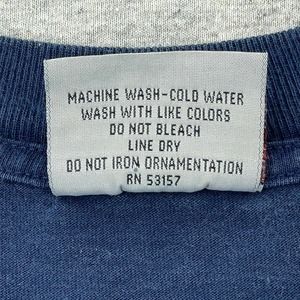 MACHINE WASH-COLD WATER
WASH WITH LIKE COLORS
DO NOT BLEACH
LINE DRY
DO NOT IRON ORNAMENTATION
RN 53157